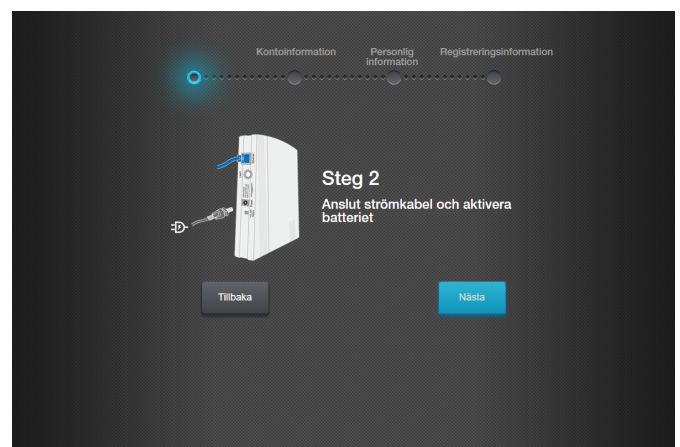 Kontoinformation
Personlig
information
Registreringsinformation
Steg 2
Anslut strömkabel och aktivera
batteriet
Tillbaka
Nästa